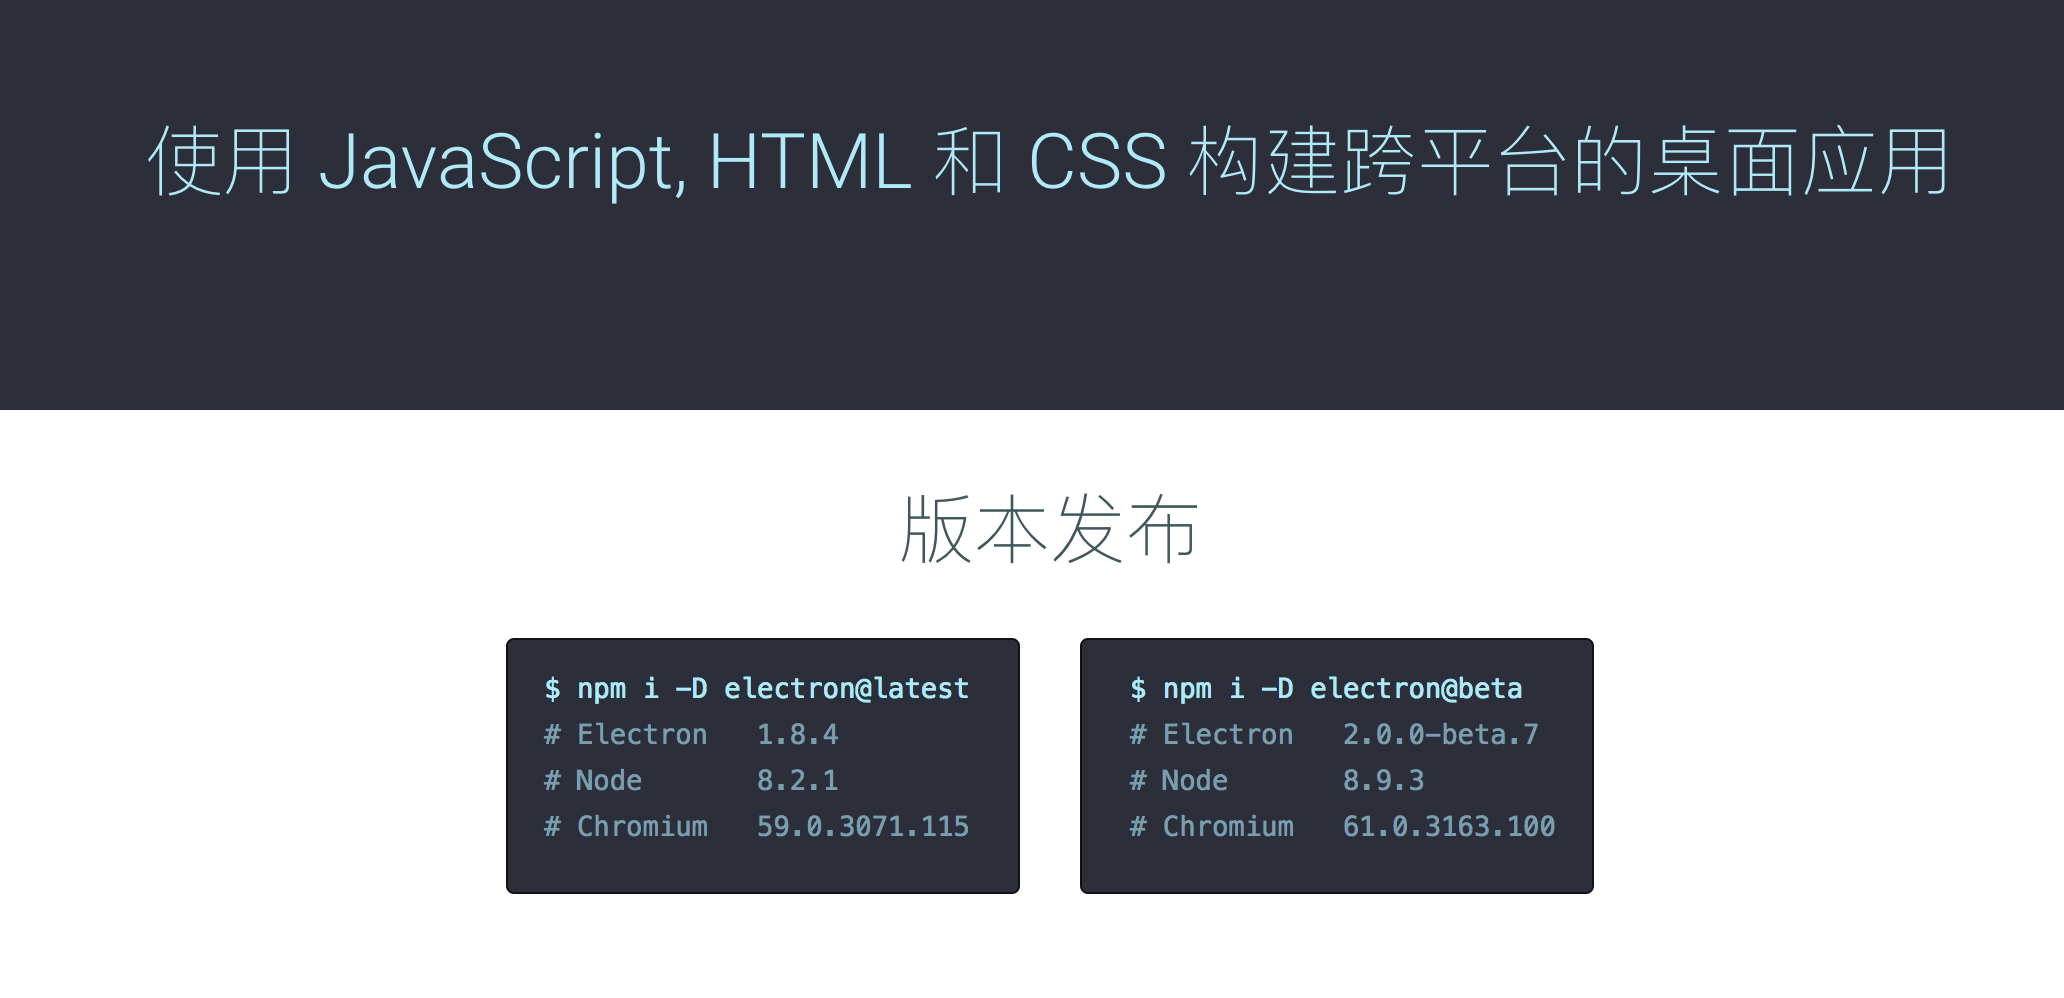 使用 JavaScript, HTML 和 CSS 构建跨平台的桌面应用
版本发布
$ npm i -D electron@latest
# Electron   1.8.4
# Node       8.2.1
# Chromium   59.0.3071.115
$ npm i -D electron@beta
# Electron   2.0.0-beta.7
# Node       8.9.3
# Chromium   61.0.3163.100